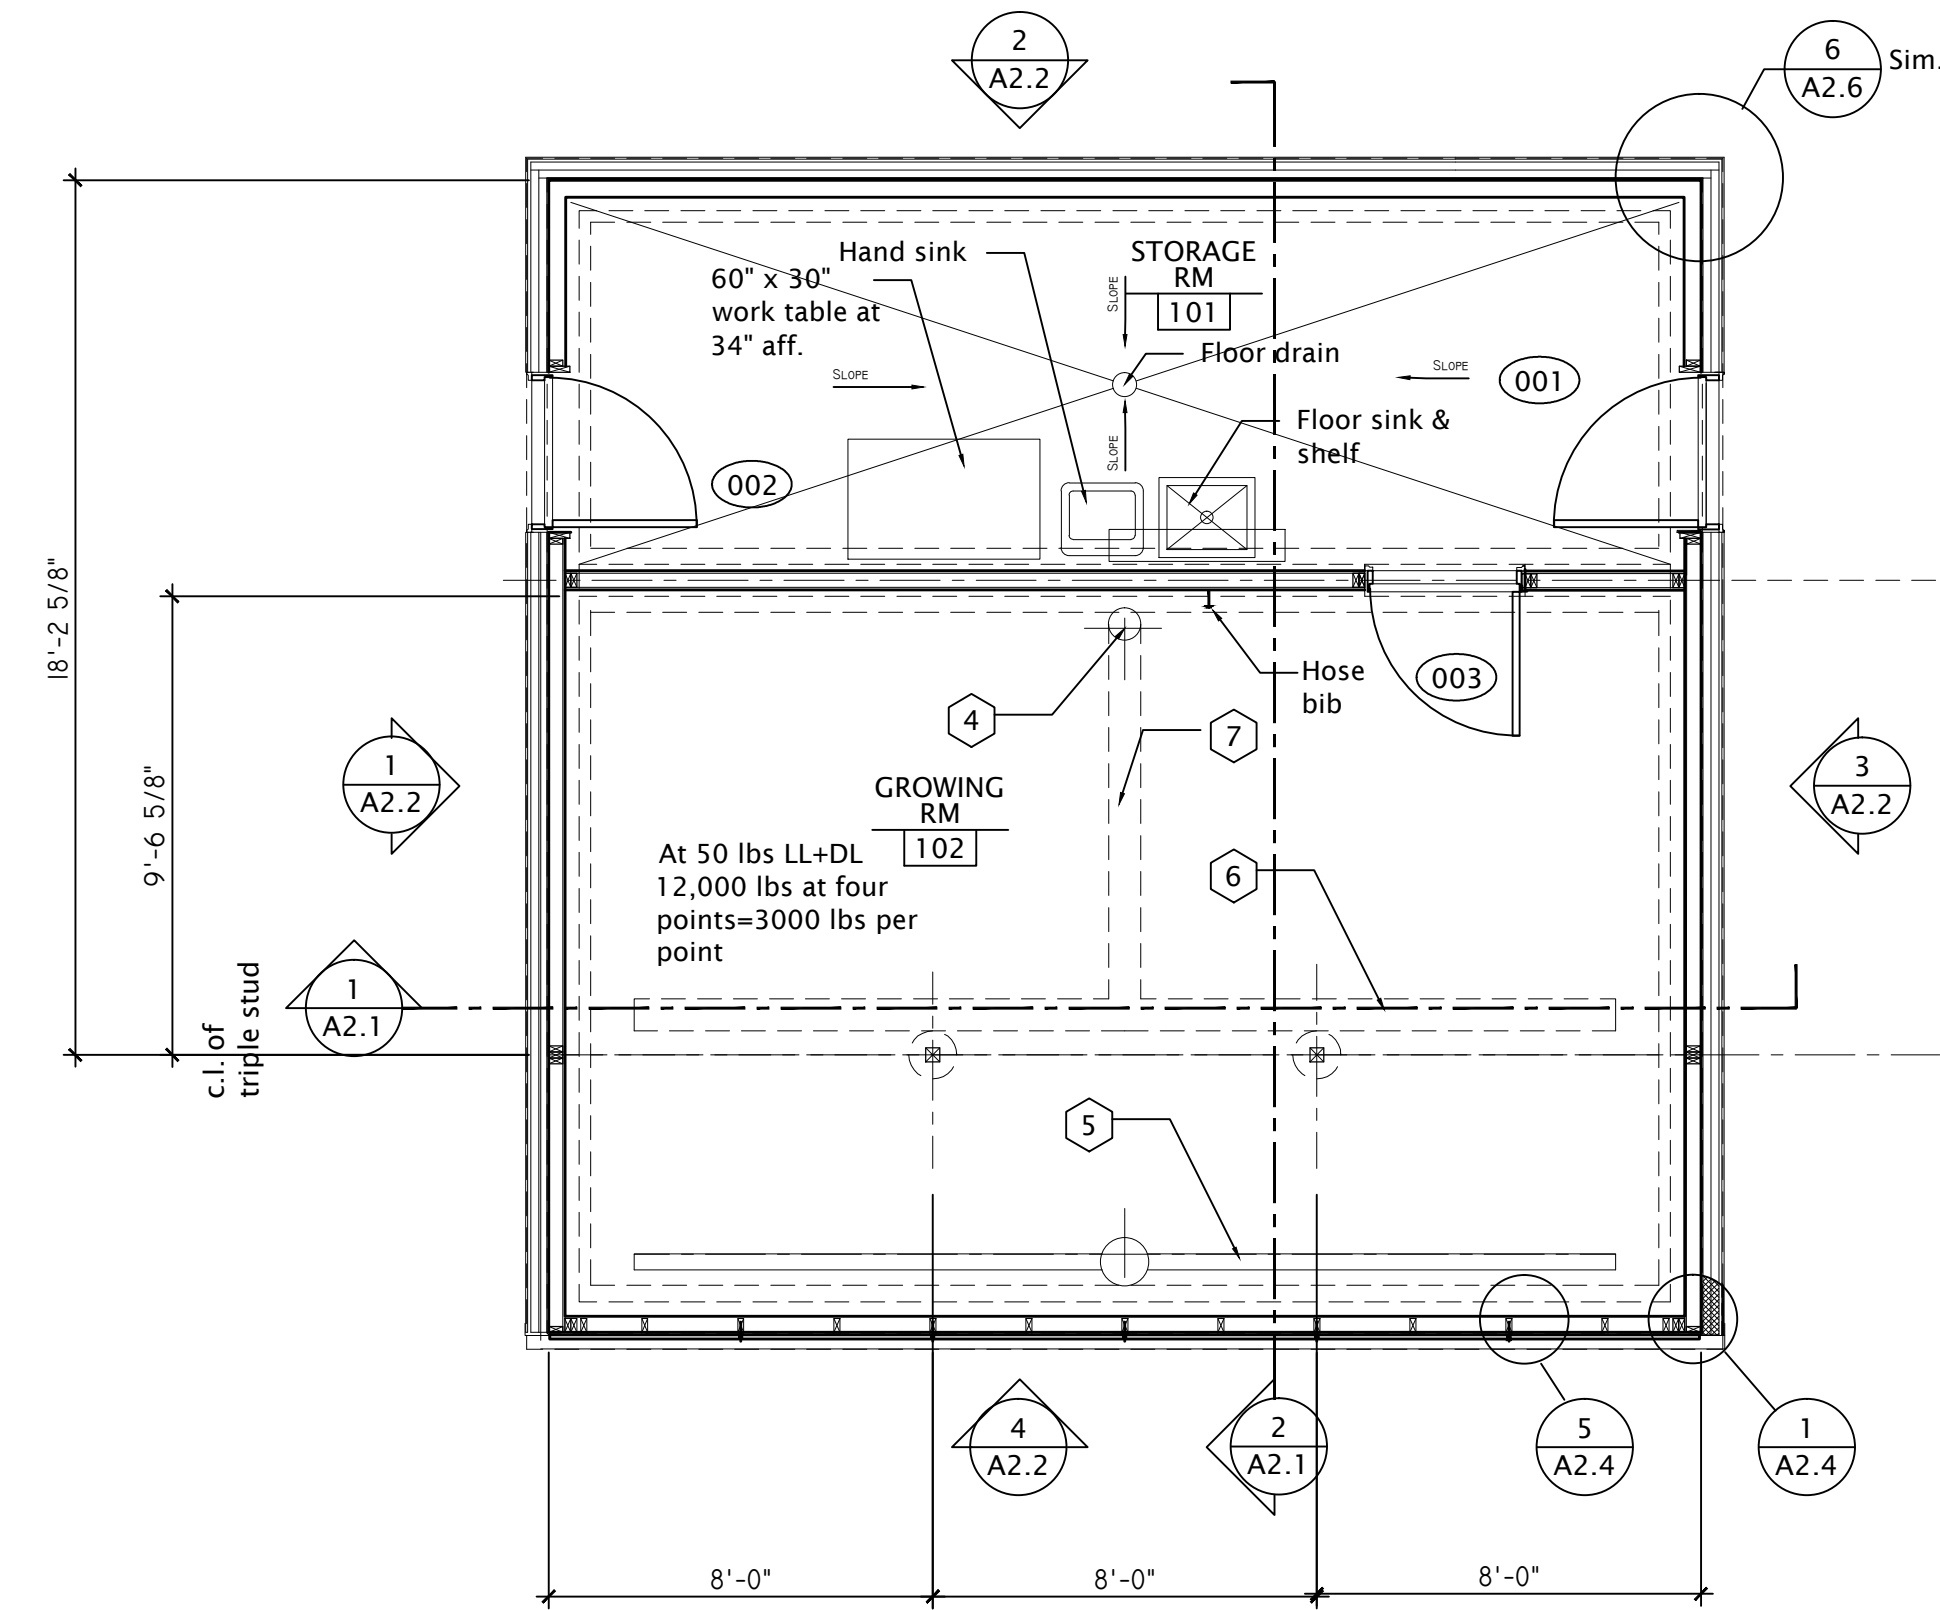 2
A2.2
6
A2.6
Sim.
Hand sink
STORAGE
RM
101
60" x 30"
work table at
34" aff.
SLOPE
Floor drain
SLOPE
SLOPE
001
Floor sink &
shelf
SLOPE
002
18'-2 5/8"
9'-6 5/8"
Hose
bib
003
4
7
1
A2.2
3
A2.2
GROWING
RM
102
At 50 lbs LL+DL
12,000 lbs at four
points=3000 lbs per
point
6
1
A2.1
c.l. of
triple stud
5
4
A2.2
2
A2.1
5
A2.4
1
A2.4
8'-0"
8'-0"
8'-0"